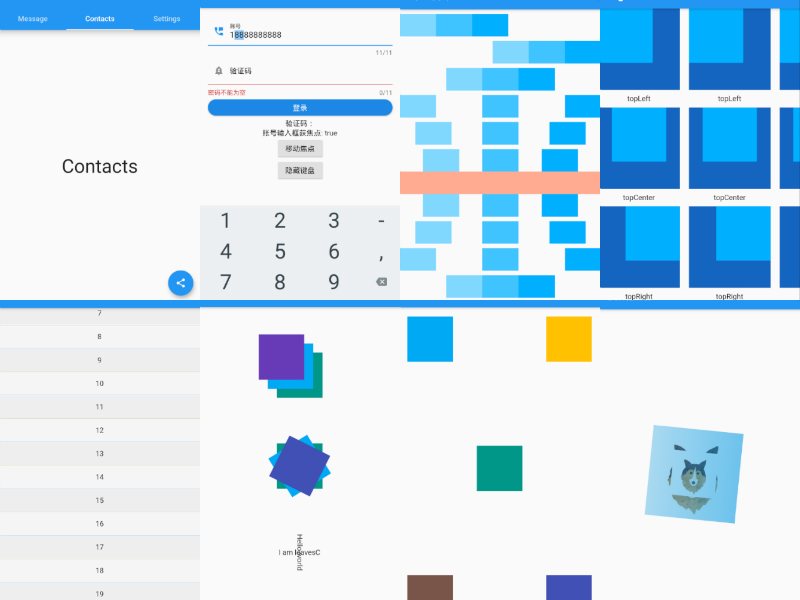 Message
Contacts
Settings
Contacts
账号
18888888888
11/11
验证码
密码不能为空
0/11
登录
验证码：
账号输入框获焦点: true
移动焦点
隐藏键盘
1 2 3 -
4 5 6 ,
7 8 9
topLeft
topLeft
topCenter
topCenter
topRight
topRight
7
8
9
10
11
12
13
14
15
16
17
18
19
I am leavesC